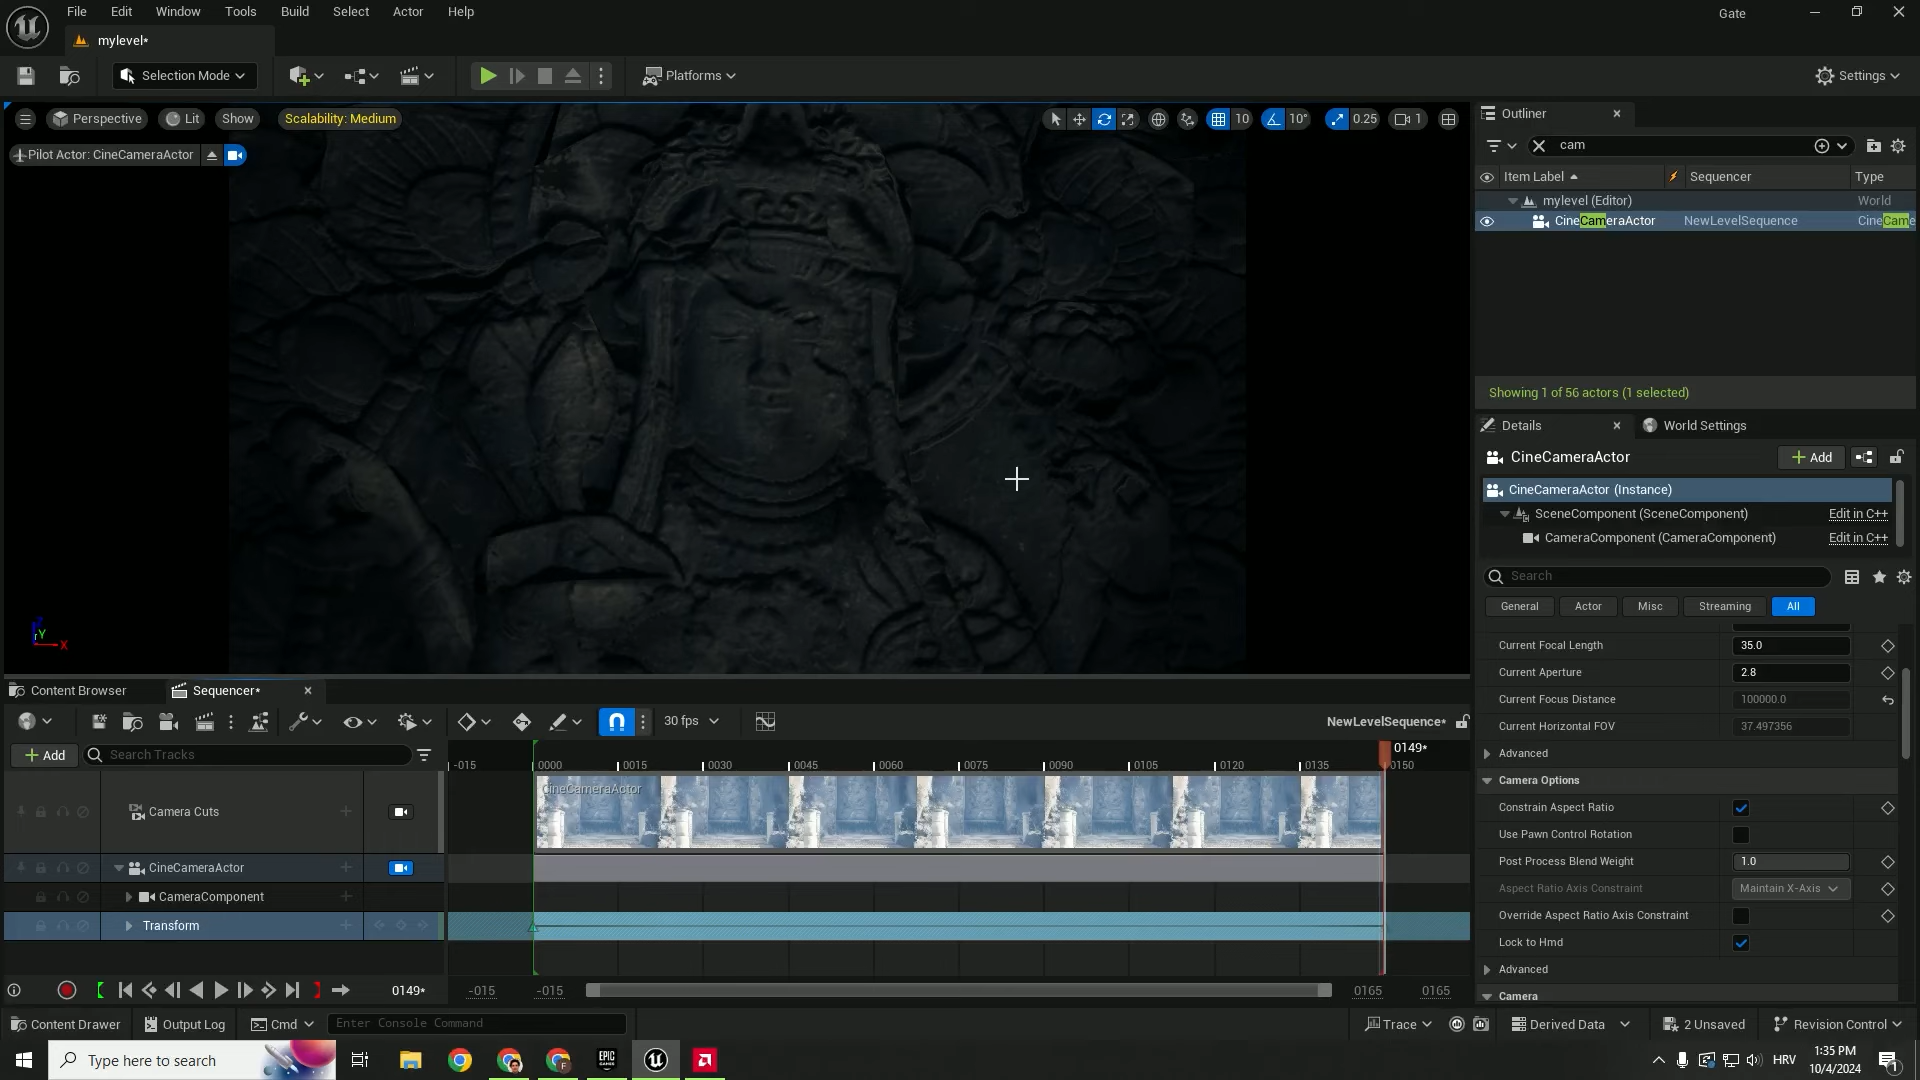 File Edit Window Tools Build Select Actor Help
Gate
mylevel*
Selection Mode
Platforms
Settings
Perspective
Lit
Show
Scalability: Medium
10
10°
0.25
1
Pilot Actor: CineCameraActor
Outliner
cam
Item Label
Sequencer
Type
mylevel (Editor)
World
CineCameraActor
NewLevelSequence
CineCame
Showing 1 of 56 actors (1 selected)
Details
World Settings
CineCameraActor
Add
CineCameraActor (Instance)
SceneComponent (SceneComponent)
Edit in C++
CameraComponent (CameraComponent)
Edit in C++
Search
General
Actor
Misc
Streaming
All
Current Focal Length
35.0
Current Aperture
2.8
Current Focus Distance
100000.0
Current Horizontal FOV
37.497356
Advanced
Camera Options
Constrain Aspect Ratio
Use Pawn Control Rotation
Post Process Blend Weight
1.0
Aspect Ratio Axis Constraint
Maintain X-Axis
Override Aspect Ratio Axis Constraint
Lock to Hmd
Advanced
Camera
Y
X
Content Browser
Sequencer*
30 fps
NewLevelSequence*
Add
Search Tracks
0149*
-015
0000
0015
0030
0045
0060
0075
0090
0105
0120
0135
0150
CineCameraActor
Camera Cuts
CineCameraActor
CameraComponent
Transform
0149*
-015
-015
0165
0165
Content Drawer
Output Log
Cmd
Enter Console Command
Trace
Derived Data
2 Unsaved
Revision Control
Type here to search
EPIC
GAMES
HRV
1:35 PM
10/4/2024
1